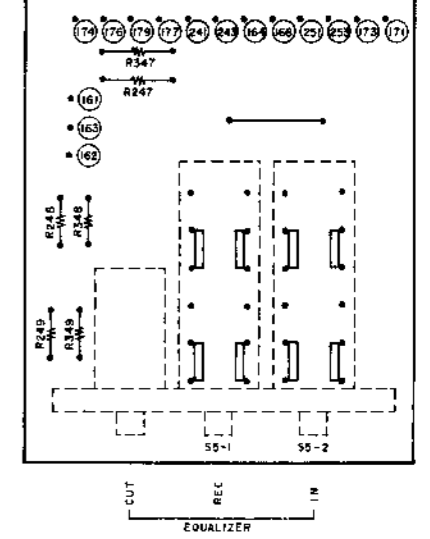 174 176 179 177 241 243 164 168 251 253 173 171
R347
R247
161
163
162
R248 R348
R249 R349
S5-1 S5-2
CUT REC IN
EQUALIZER